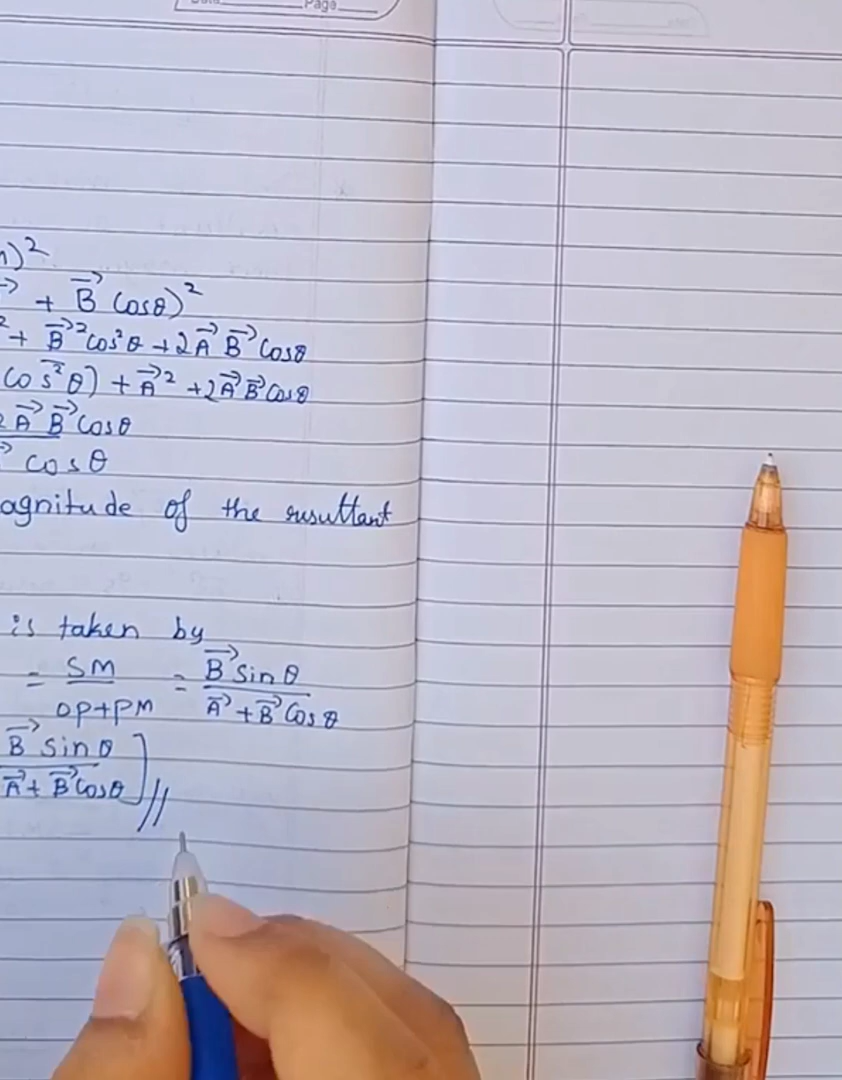 Page
)²
+ B⃗ Cosθ)²
² + B⃗² cos²θ + 2A⃗ B⃗ Cosθ
cos²θ) + A⃗² + 2A⃗ B⃗ Cosθ
2A⃗ B⃗ Cosθ
cosθ
agnitude of the resultant
is taken by
= SM / OP+PM = B⃗ sinθ / A⃗ + B⃗ Cosθ
B⃗ sinθ / A⃗ + B⃗ Cosθ ] //